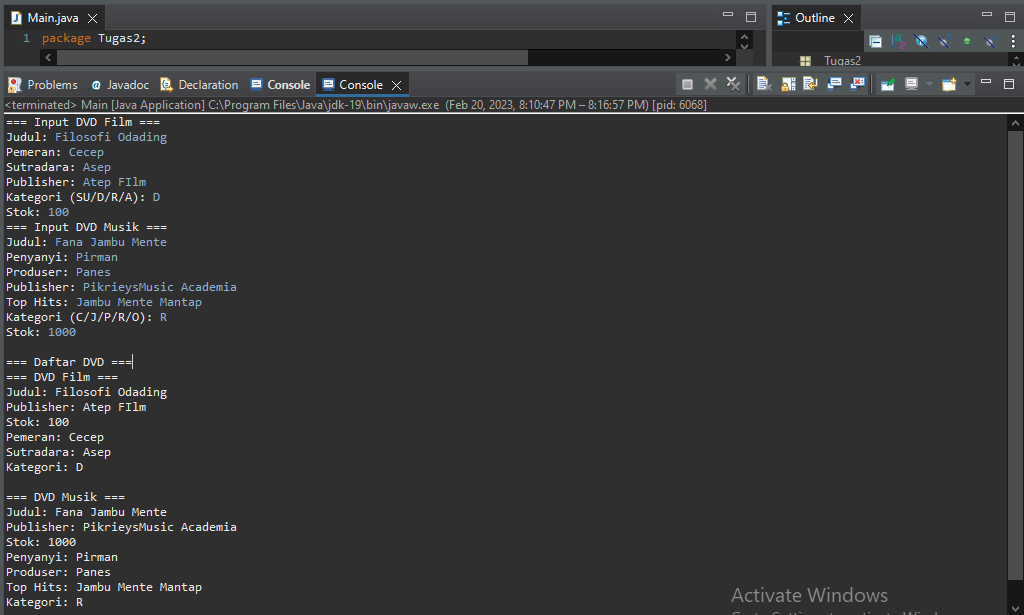 Main.java
Outline
1 package Tugas2;
Tugas2
Problems Javadoc Declaration Console Console
<terminated> Main [Java Application] C:\Program Files\Java\jdk-19\bin\javaw.exe (Feb 20, 2023, 8:10:47 PM – 8:16:57 PM) [pid: 6068]
=== Input DVD Film ===
Judul: Filosofi Odading
Pemeran: Cecep
Sutradara: Asep
Publisher: Atep FIlm
Kategori (SU/D/R/A): D
Stok: 100
=== Input DVD Musik ===
Judul: Fana Jambu Mente
Penyanyi: Pirman
Produser: Panes
Publisher: PikrieysMusic Academia
Top Hits: Jambu Mente Mantap
Kategori (C/J/P/R/O): R
Stok: 1000
=== Daftar DVD ===
=== DVD Film ===
Judul: Filosofi Odading
Publisher: Atep FIlm
Stok: 100
Pemeran: Cecep
Sutradara: Asep
Kategori: D
=== DVD Musik ===
Judul: Fana Jambu Mente
Publisher: PikrieysMusic Academia
Stok: 1000
Penyanyi: Pirman
Produser: Panes
Top Hits: Jambu Mente Mantap
Kategori: R
Activate Windows